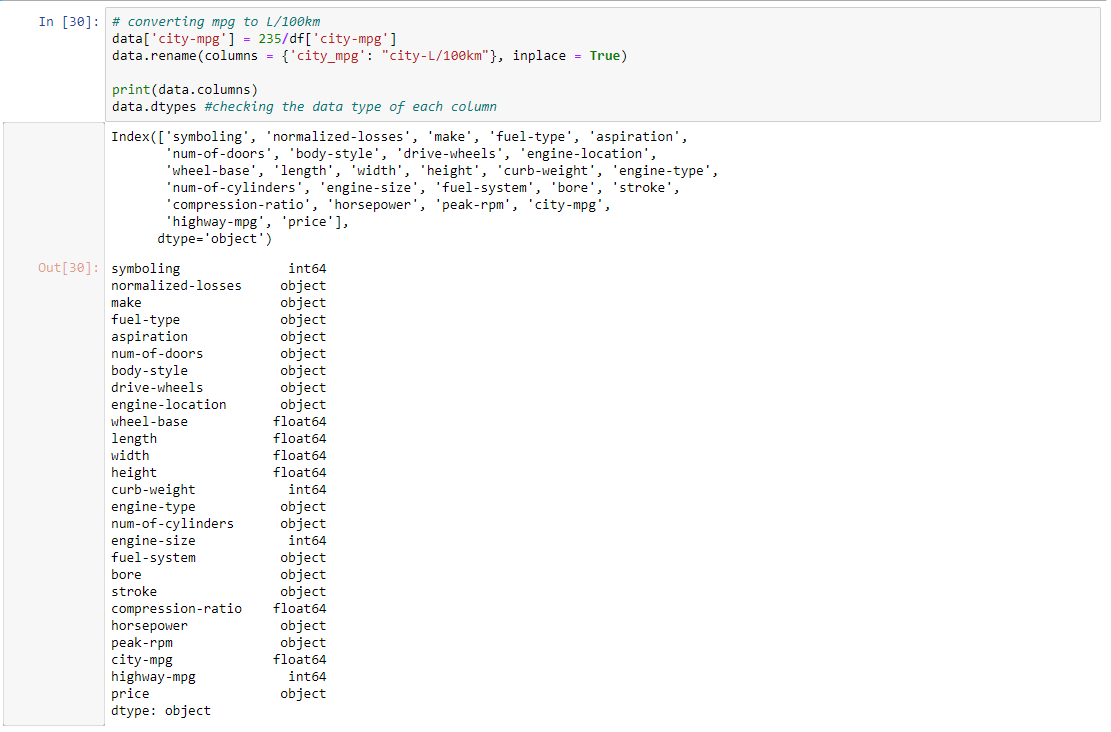 In [30]: # converting mpg to L/100km
data['city-mpg'] = 235/df['city-mpg']
data.rename(columns = {'city_mpg': "city-L/100km"}, inplace = True)
print(data.columns)
data.dtypes #checking the data type of each column
Index(['symboling', 'normalized-losses', 'make', 'fuel-type', 'aspiration',
'num-of-doors', 'body-style', 'drive-wheels', 'engine-location',
'wheel-base', 'length', 'width', 'height', 'curb-weight', 'engine-type',
'num-of-cylinders', 'engine-size', 'fuel-system', 'bore', 'stroke',
'compression-ratio', 'horsepower', 'peak-rpm', 'city-mpg',
'highway-mpg', 'price'],
dtype='object')
Out[30]: symboling int64
normalized-losses object
make object
fuel-type object
aspiration object
num-of-doors object
body-style object
drive-wheels object
engine-location object
wheel-base float64
length float64
width float64
height float64
curb-weight int64
engine-type object
num-of-cylinders object
engine-size int64
fuel-system object
bore object
stroke object
compression-ratio float64
horsepower object
peak-rpm object
city-mpg float64
highway-mpg int64
price object
dtype: object